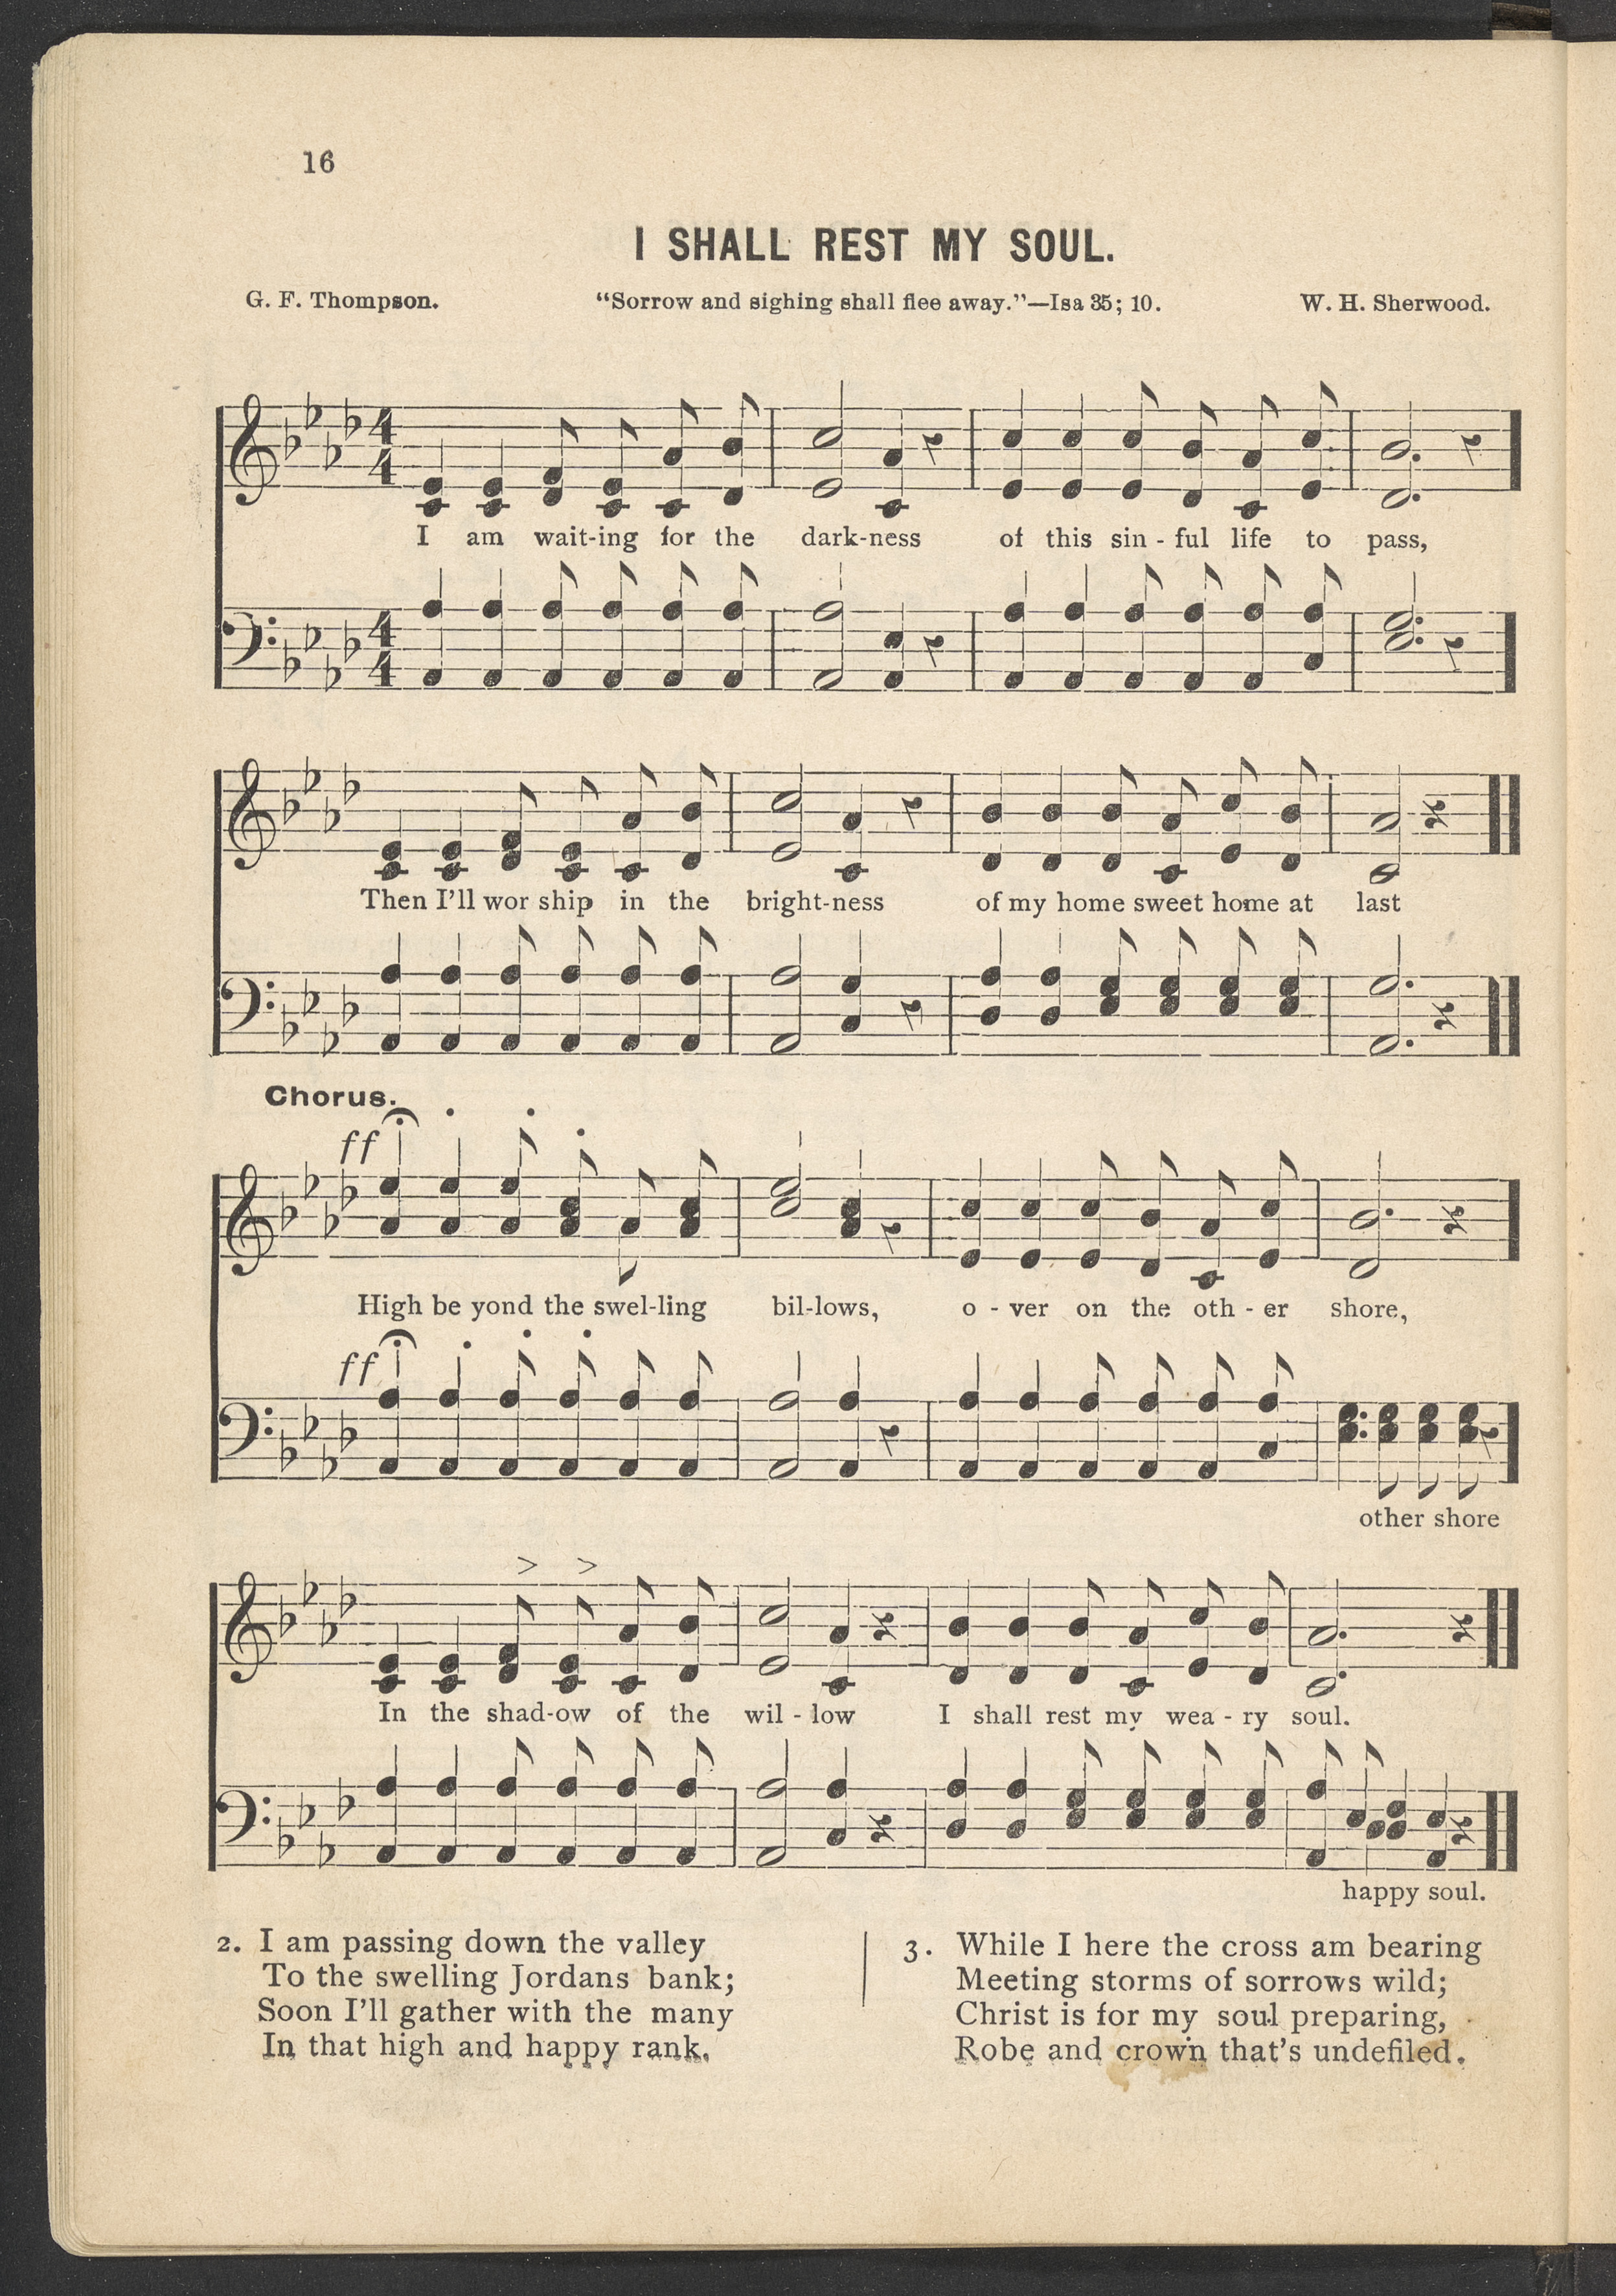 16
I SHALL REST MY SOUL.
G. F. Thompson. "Sorrow and sighing shall flee away."—Isa 35; 10. W. H. Sherwood.
4 4
I am wait-ing for the dark-ness of this sin - ful life to pass,
4 4
Then I'll wor ship in the bright-ness of my home sweet home at last
Chorus.
ff
High be yond the swel-ling bil-lows, o - ver on the oth - er shore,
ff
other shore
In the shad-ow of the wil - low I shall rest my wea - ry soul.
happy soul.
2. I am passing down the valley
To the swelling Jordans bank;
Soon I'll gather with the many
In that high and happy rank.
3. While I here the cross am bearing
Meeting storms of sorrows wild;
Christ is for my soul preparing,
Robe and crown that's undefiled.